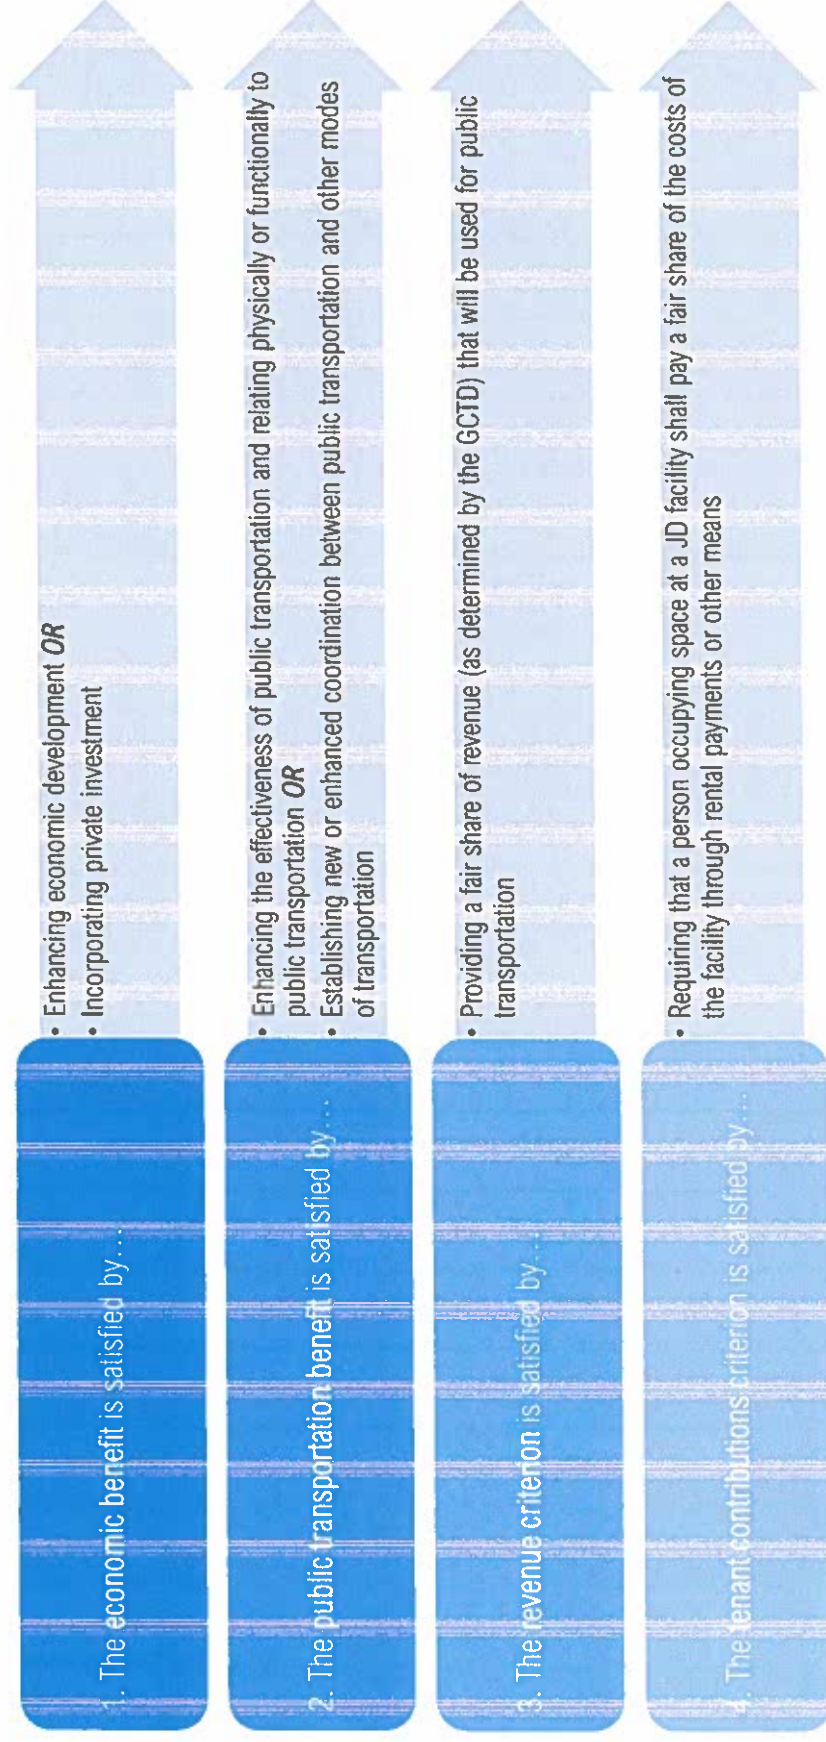 1. The economic benefit is satisfied by...
• Enhancing economic development OR
• Incorporating private investment
2. The public transportation benefit is satisfied by...
• Enhancing the effectiveness of public transportation and relating physically or functionally to
public transportation OR
• Establishing new or enhanced coordination between public transportation and other modes
of transportation
3. The revenue criterion is satisfied by...
• Providing a fair share of revenue (as determined by the GCTD) that will be used for public
transportation
4. The tenant contributions criterion is satisfied by...
• Requiring that a person occupying space at a JD facility shall pay a fair share of the costs of
the facility through rental payments or other means